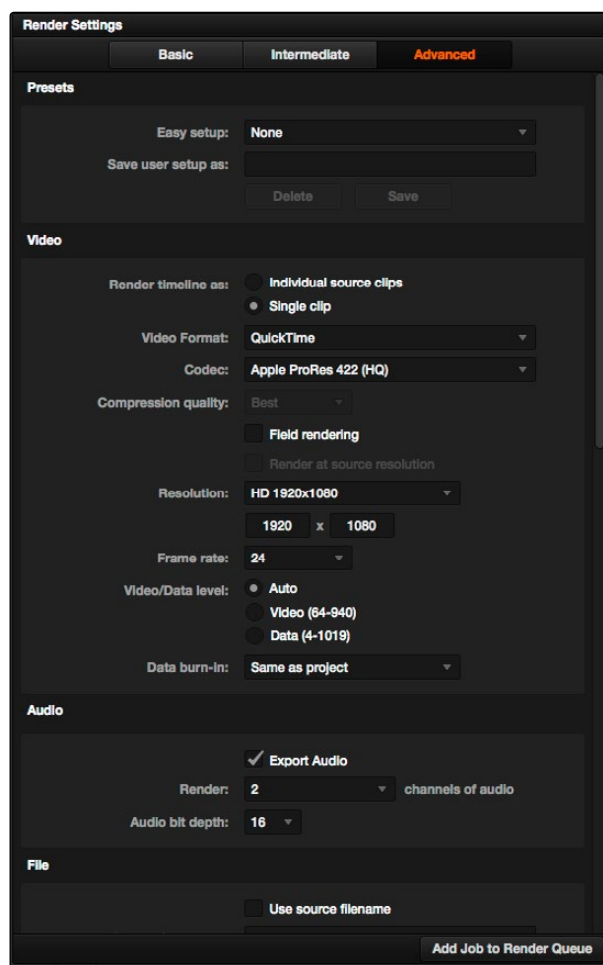 Render Settings
Basic Intermediate Advanced
Presets
Easy setup: None
Save user setup as:
Delete Save
Video
Render timeline as: Individual source clips
Single clip
Video Format: QuickTime
Codec: Apple ProRes 422 (HQ)
Compression quality: Best
Field rendering
Render at source resolution
Resolution: HD 1920x1080
1920 x 1080
Frame rate: 24
Video/Data level: Auto
Video (64-940)
Data (4-1019)
Data burn-in: Same as project
Audio
Export Audio
Render: 2 channels of audio
Audio bit depth: 16
File
Use source filename
Add Job to Render Queue